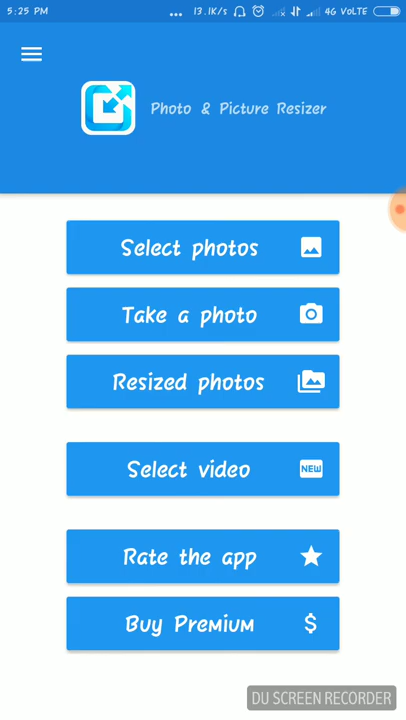 5:25 PM ... 13.1K/s 4G VoLTE
Photo & Picture Resizer
Select photos
Take a photo
Resized photos
Select video NEW
Rate the app
Buy Premium $
DU SCREEN RECORDER